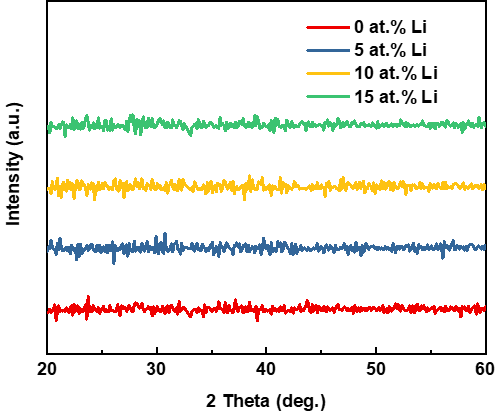 0 at.% Li
5 at.% Li
10 at.% Li
15 at.% Li
Intensity (a.u.)
20 30 40 50 60
2 Theta (deg.)